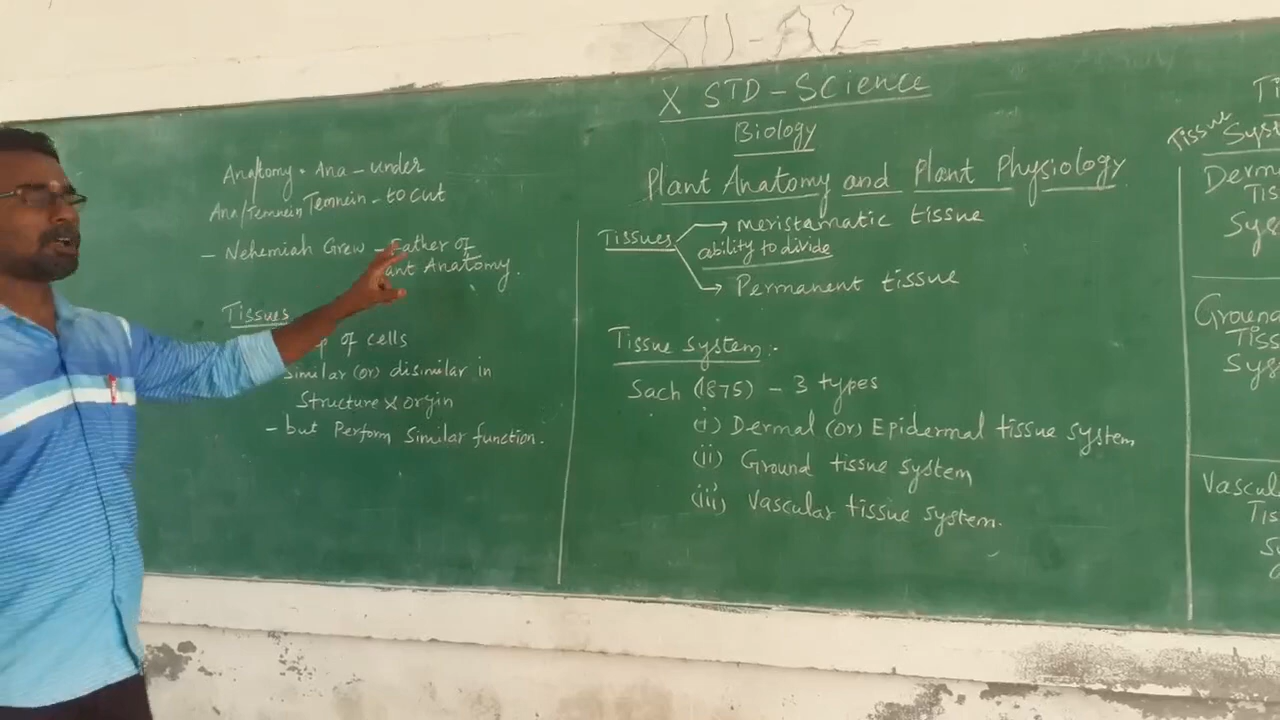 XII-A2
X STD - Science
Biology
Plant Anatomy and Plant Physiology
Anatomy - Ana - under
Ana/Temnein Temnein - to cut
- Nehemiah Grew - Father of
ant Anatomy.
Tissues
p of cells
Similar (or) disimilar in
Structure & orgin
- but Perform Similar function.
Tissues
meristamatic tissue
ability to divide
Permanent tissue
Tissue system:-
Sach (1875) - 3 types
(i) Dermal (or) Epidermal tissue system
(ii) Ground tissue system
(iii) Vascular tissue system.
Ti
Tissue
Syst
Derm
Tis
Sys
Ground
Tiss
Sys
Vascul
Tis
Sy